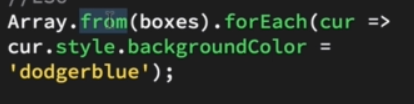 Array.from(boxes).forEach(cur =>
cur.style.backgroundColor =
'dodgerblue');